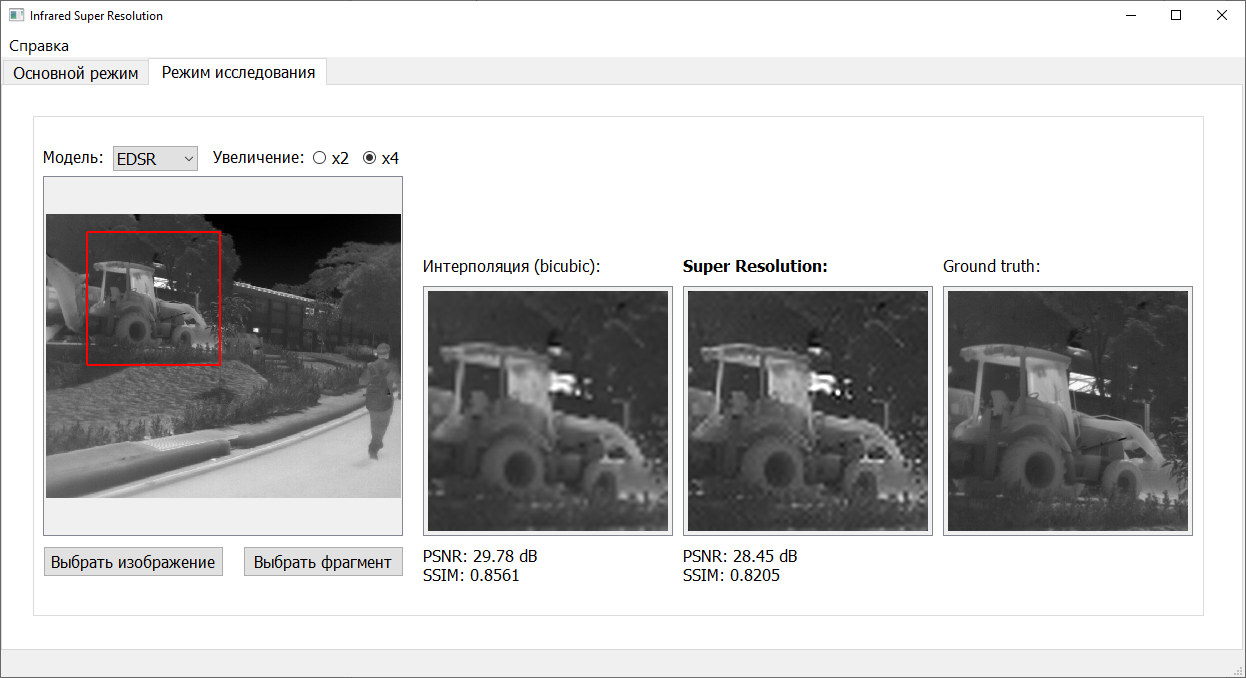 Infrared Super Resolution
Справка
Основной режим
Режим исследования
Модель: EDSR Увеличение: x2 x4
Интерполяция (bicubic):
Super Resolution:
Ground truth:
Выбрать изображение
Выбрать фрагмент
PSNR: 29.78 dB
SSIM: 0.8561
PSNR: 28.45 dB
SSIM: 0.8205